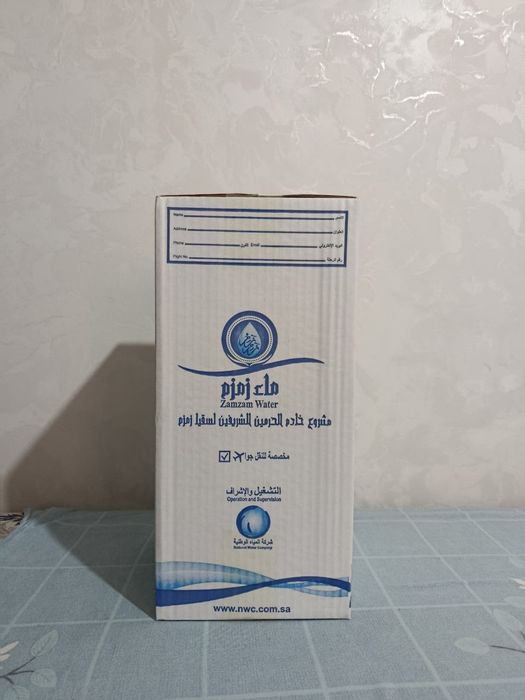 Name الاسم
Address العنوان
Phone تلفون Email البريد الإلكتروني
Flight No. رقم الرحلة
ماء زمزم
Zamzam Water
مشروع خادم الحرمين الشريفين لسقيا زمزم
مخصصة للنقل جوا
التشغيل والإشراف
Operation and Supervision
شركة المياه الوطنية
National Water Company
www.nwc.com.sa